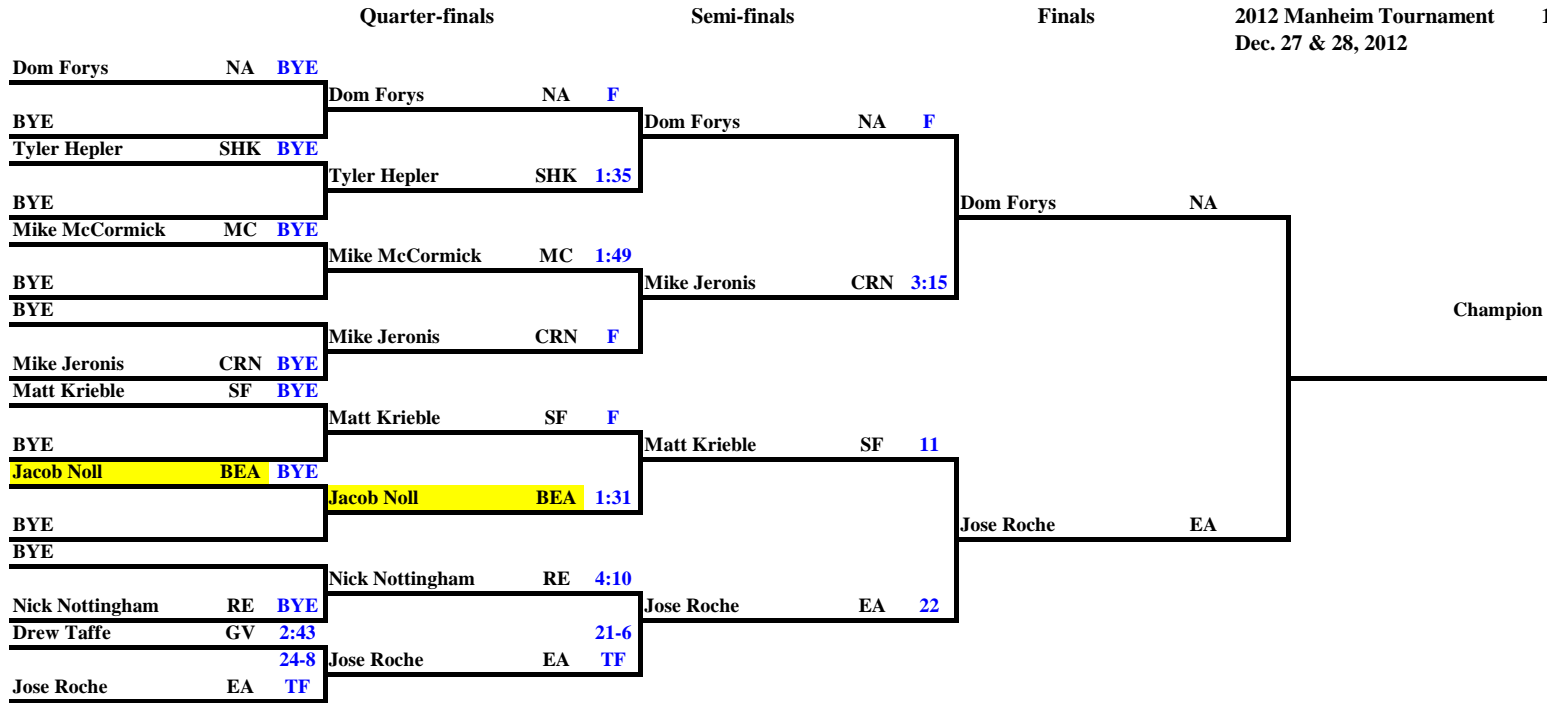 Quarter-finals Semi-finals Finals 2012 Manheim Tournament 1
Dec. 27 & 28, 2012
Dom Forys NA BYE
Dom Forys NA F
BYE Dom Forys NA F
Tyler Hepler SHK BYE
Tyler Hepler SHK 1:35
BYE Dom Forys NA
Mike McCormick MC BYE
Mike McCormick MC 1:49
BYE Mike Jeronis CRN 3:15
BYE Champion
Mike Jeronis CRN F
Mike Jeronis CRN BYE
Matt Krieble SF BYE
Matt Krieble SF F
BYE Matt Krieble SF 11
Jacob Noll BEA BYE
Jacob Noll BEA 1:31
BYE Jose Roche EA
BYE
Nick Nottingham RE 4:10
Nick Nottingham RE BYE Jose Roche EA 22
Drew Taffe GV 2:43 21-6
24-8 Jose Roche EA TF
Jose Roche EA TF